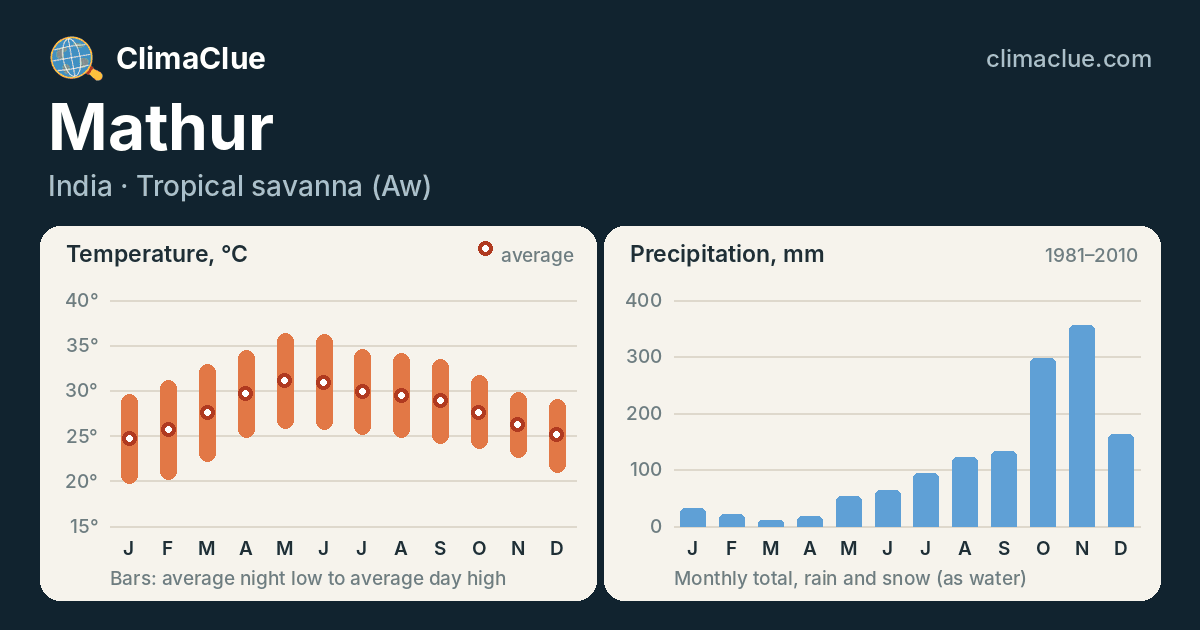 ClimaClue
climaclue.com
Mathur
India · Tropical savanna (Aw)
Temperature, °C
average
40°
35°
30°
25°
20°
15°
J F M A M J J A S O N D
Bars: average night low to average day high
Precipitation, mm
1981–2010
400
300
200
100
0
J F M A M J J A S O N D
Monthly total, rain and snow (as water)